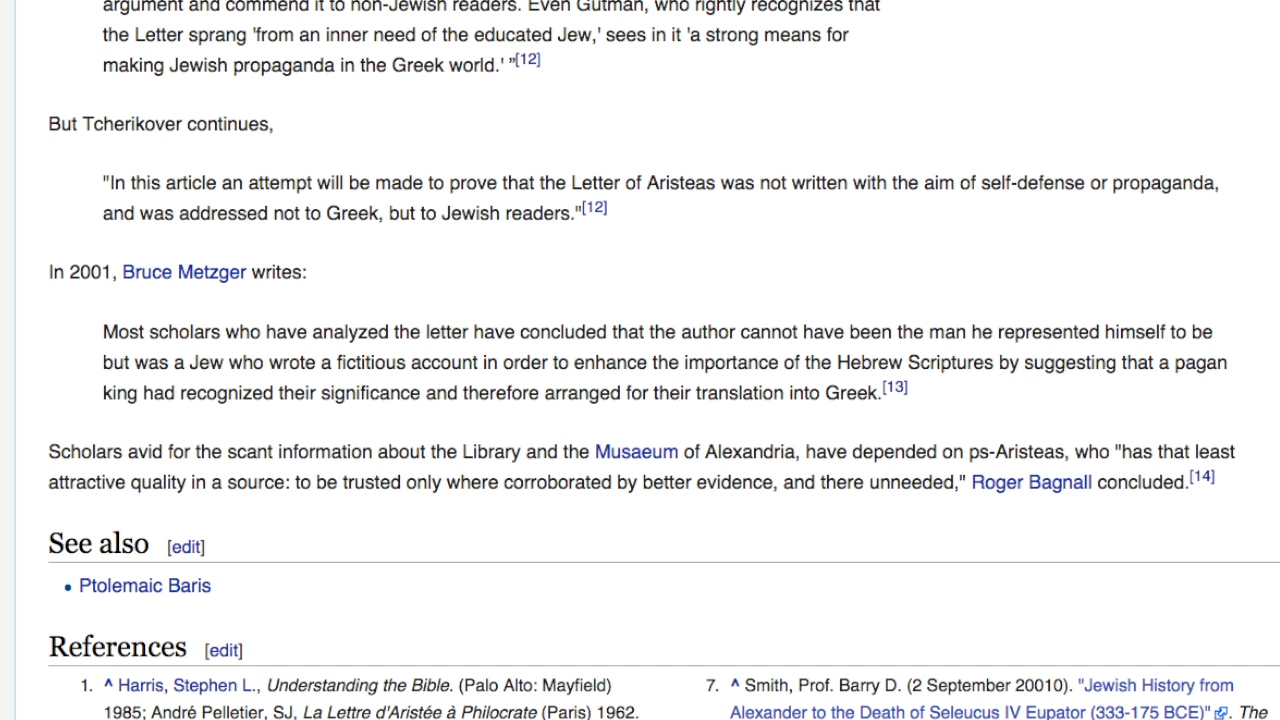 argument and commend it to non-Jewish readers. Even Gutman, who rightly recognizes that
the Letter sprang 'from an inner need of the educated Jew,' sees in it 'a strong means for
making Jewish propaganda in the Greek world.' "[12]
But Tcherikover continues,
"In this article an attempt will be made to prove that the Letter of Aristeas was not written with the aim of self-defense or propaganda,
and was addressed not to Greek, but to Jewish readers."[12]
In 2001, Bruce Metzger writes:
Most scholars who have analyzed the letter have concluded that the author cannot have been the man he represented himself to be
but was a Jew who wrote a fictitious account in order to enhance the importance of the Hebrew Scriptures by suggesting that a pagan
king had recognized their significance and therefore arranged for their translation into Greek.[13]
Scholars avid for the scant information about the Library and the Musaeum of Alexandria, have depended on ps-Aristeas, who "has that least
attractive quality in a source: to be trusted only where corroborated by better evidence, and there unneeded," Roger Bagnall concluded.[14]
See also [edit]
• Ptolemaic Baris
References [edit]
1. ^ Harris, Stephen L., Understanding the Bible. (Palo Alto: Mayfield)
1985; André Pelletier, SJ, La Lettre d'Aristée à Philocrate (Paris) 1962.
7. ^ Smith, Prof. Barry D. (2 September 20010). "Jewish History from
Alexander to the Death of Seleucus IV Eupator (333-175 BCE)". The